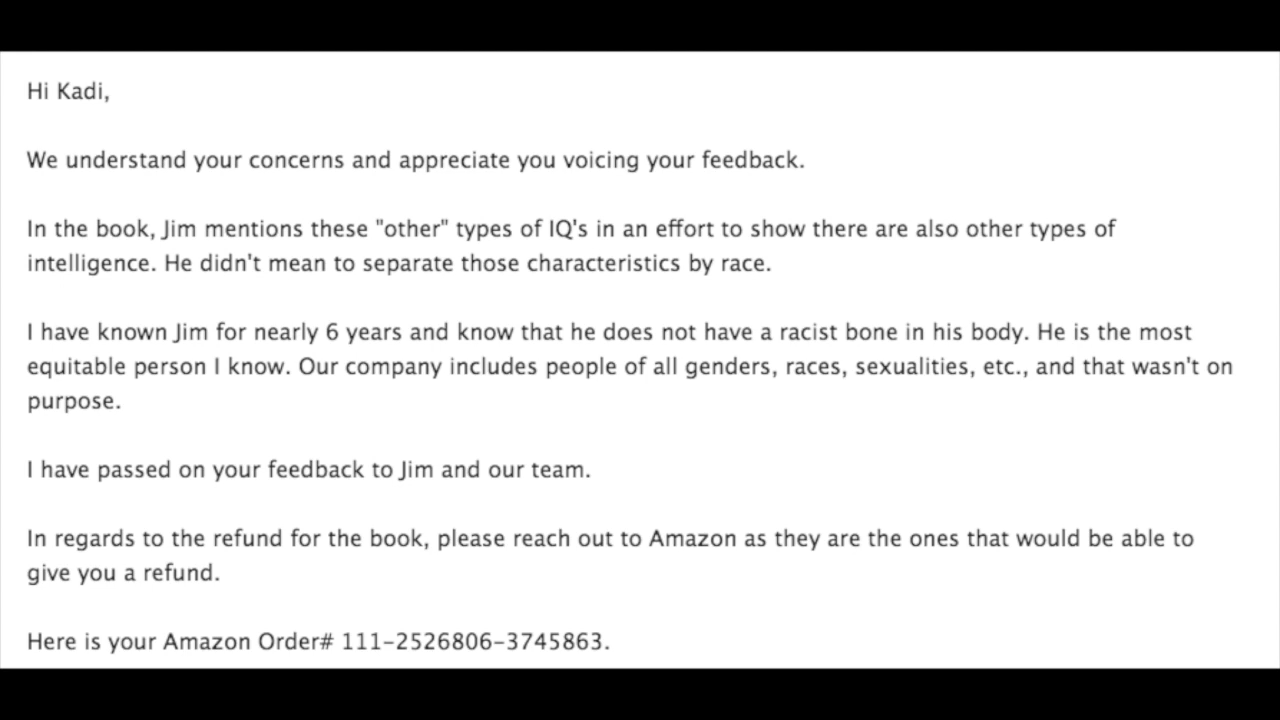 Hi Kadi,
We understand your concerns and appreciate you voicing your feedback.
In the book, Jim mentions these "other" types of IQ's in an effort to show there are also other types of
intelligence. He didn't mean to separate those characteristics by race.
I have known Jim for nearly 6 years and know that he does not have a racist bone in his body. He is the most
equitable person I know. Our company includes people of all genders, races, sexualities, etc., and that wasn't on
purpose.
I have passed on your feedback to Jim and our team.
In regards to the refund for the book, please reach out to Amazon as they are the ones that would be able to
give you a refund.
Here is your Amazon Order# 111-2526806-3745863.